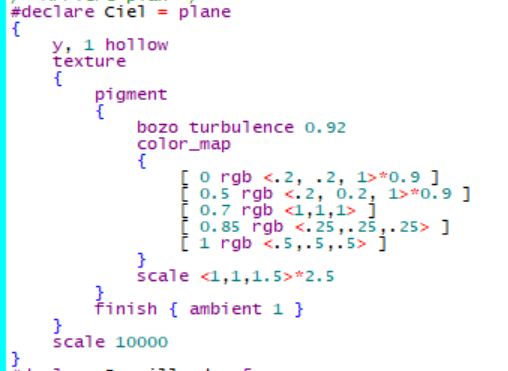 #declare Ciel = plane
{
y, 1 hollow
texture
{
pigment
{
bozo turbulence 0.92
color_map
{
[ 0 rgb <.2, .2, 1>*0.9 ]
[ 0.5 rgb <.2, 0.2, 1>*0.9 ]
[ 0.7 rgb <1,1,1> ]
[ 0.85 rgb <.25,.25,.25> ]
[ 1 rgb <.5,.5,.5> ]
}
scale <1,1,1.5>*2.5
}
finish { ambient 1 }
}
scale 10000
}